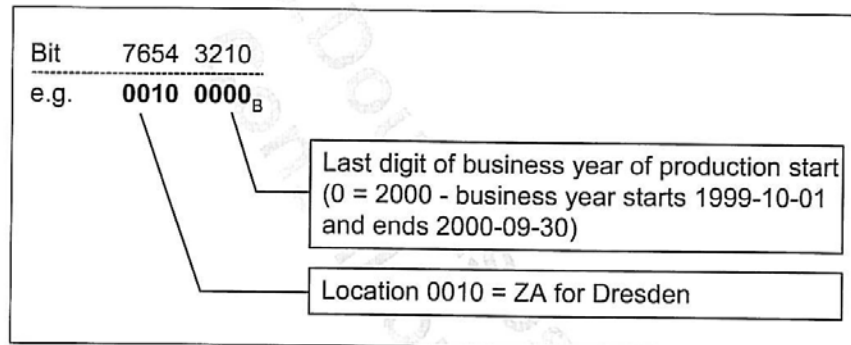 Bit 7654 3210
e.g. 0010 0000B
Last digit of business year of production start
(0 = 2000 - business year starts 1999-10-01
and ends 2000-09-30)
Location 0010 = ZA for Dresden